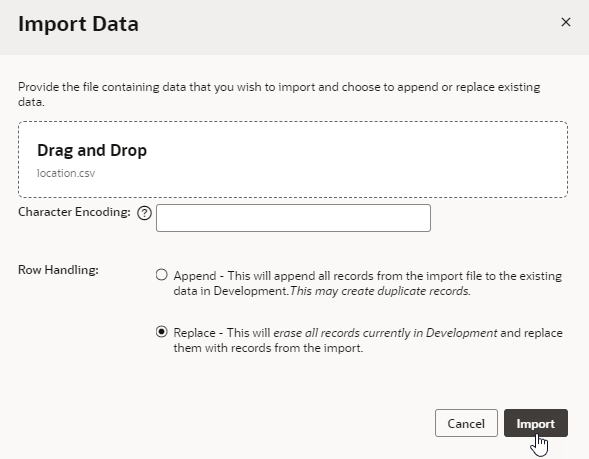 Import Data
Provide the file containing data that you wish to import and choose to append or replace existing
data.
Drag and Drop
location.csv
Character Encoding: ?
Row Handling:
Append - This will append all records from the import file to the existing
data in Development.This may create duplicate records.
Replace - This will erase all records currently in Development and replace
them with records from the import.
Cancel Import